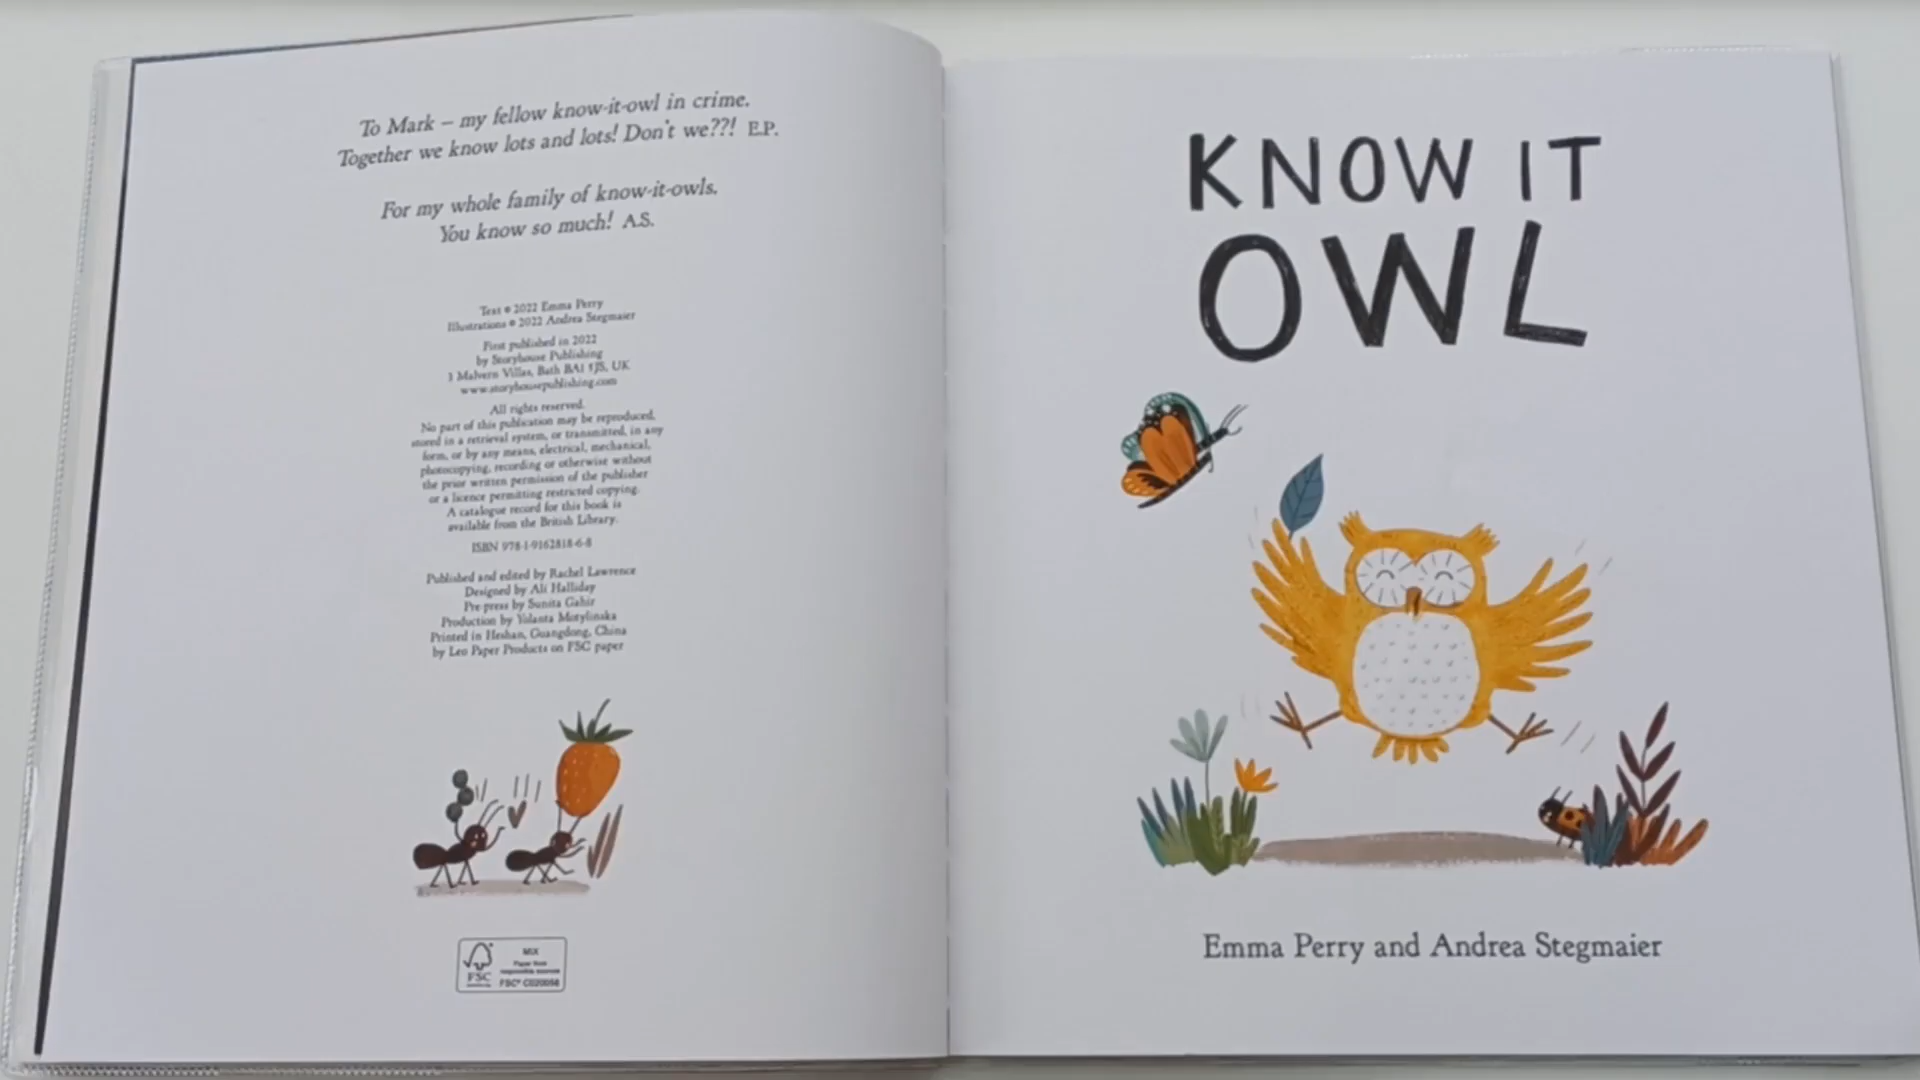 To Mark – my fellow know-it-owl in crime.
Together we know lots and lots! Don't we??! E.P.
For my whole family of know-it-owls.
You know so much! A.S.
Text © 2022 Emma Perry
Illustrations © 2022 Andrea Stegmaier
First published in 2022
by Storyhouse Publishing
3 Malvern Villas, Bath BA1 5JS, UK
www.storyhousepublishing.com
All rights reserved.
No part of this publication may be reproduced,
stored in a retrieval system, or transmitted, in any
form, or by any means, electrical, mechanical,
photocopying, recording or otherwise without
the prior written permission of the publisher
or a licence permitting restricted copying.
A catalogue record for this book is
available from the British Library.
ISBN 978-1-9162818-6-8
Published and edited by Rachel Lawrence
Designed by Ali Halliday
Pre-press by Sunita Gahir
Production by Yolanta Motylinska
Printed in Heshan, Guangdong, China
by Leo Paper Products on FSC paper
FSC
MIX
Paper from
responsible sources
FSC® C020056
KNOW IT
OWL
Emma Perry and Andrea Stegmaier